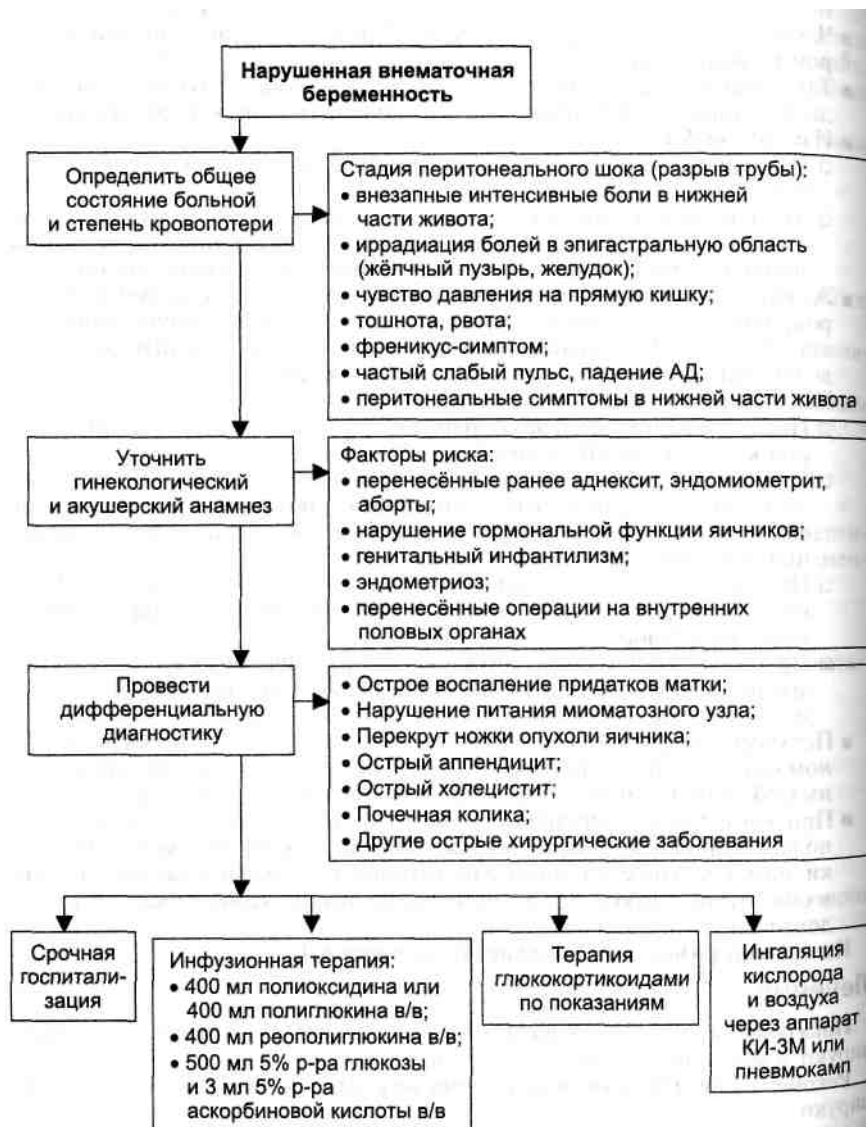 Нарушенная внематочная
беременность
Определить общее
состояние больной
и степень кровопотери
Стадия перитонеального шока (разрыв трубы):
• внезапные интенсивные боли в нижней
части живота;
• иррадиация болей в эпигастральную область
(жёлчный пузырь, желудок);
• чувство давления на прямую кишку;
• тошнота, рвота;
• френикус-симптом;
• частый слабый пульс, падение АД;
• перитонеальные симптомы в нижней части живота
Уточнить
гинекологический
и акушерский анамнез
Факторы риска:
• перенесённые ранее аднексит, эндомиометрит,
аборты;
• нарушение гормональной функции яичников;
• генитальный инфантилизм;
• эндометриоз;
• перенесённые операции на внутренних
половых органах
Провести
дифференциальную
диагностику
• Острое воспаление придатков матки;
• Нарушение питания миоматозного узла;
• Перекрут ножки опухоли яичника;
• Острый аппендицит;
• Острый холецистит;
• Почечная колика;
• Другие острые хирургические заболевания
Срочная
госпитали-
зация
Инфузионная терапия:
• 400 мл полиоксидина или
400 мл полиглюкина в/в;
• 400 мл реополиглюкина в/в;
• 500 мл 5% р-ра глюкозы
и 3 мл 5% р-ра
аскорбиновой кислоты в/в
Терапия
глюкокортикоидами
по показаниям
Ингаляция
кислорода
и воздуха
через аппарат
КИ-3М или
пневмокамп